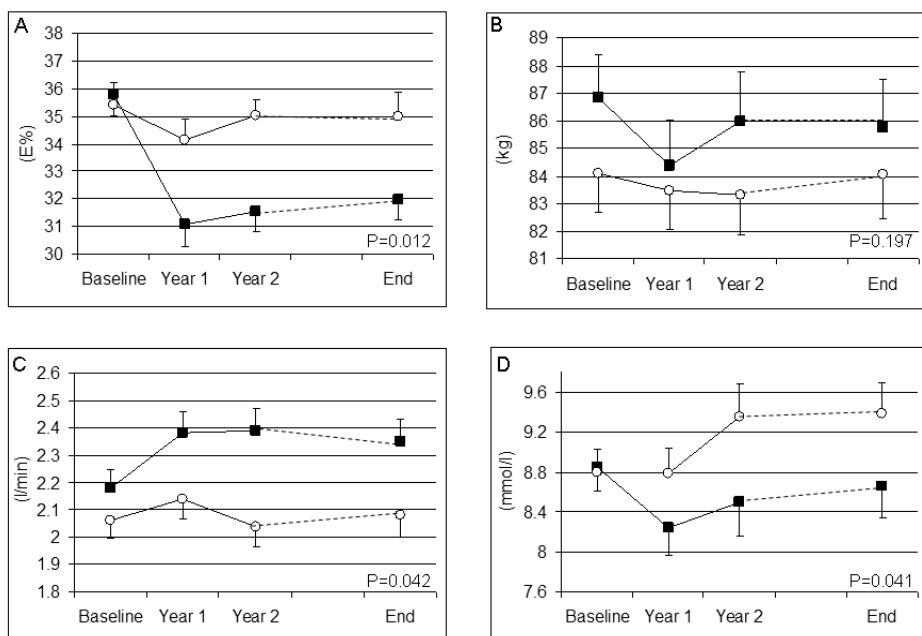 A
(E%)
38
37
36
35
34
33
32
31
30
P=0.012
Baseline Year 1 Year 2 End
B
(kg)
89
88
87
86
85
84
83
82
81
P=0.197
Baseline Year 1 Year 2 End
C
(l/min)
2.6
2.5
2.4
2.3
2.2
2.1
2
1.9
1.8
P=0.042
Baseline Year 1 Year 2 End
D
(mmol/l)
9.6
9.2
8.8
8.4
8
7.6
P=0.041
Baseline Year 1 Year 2 End